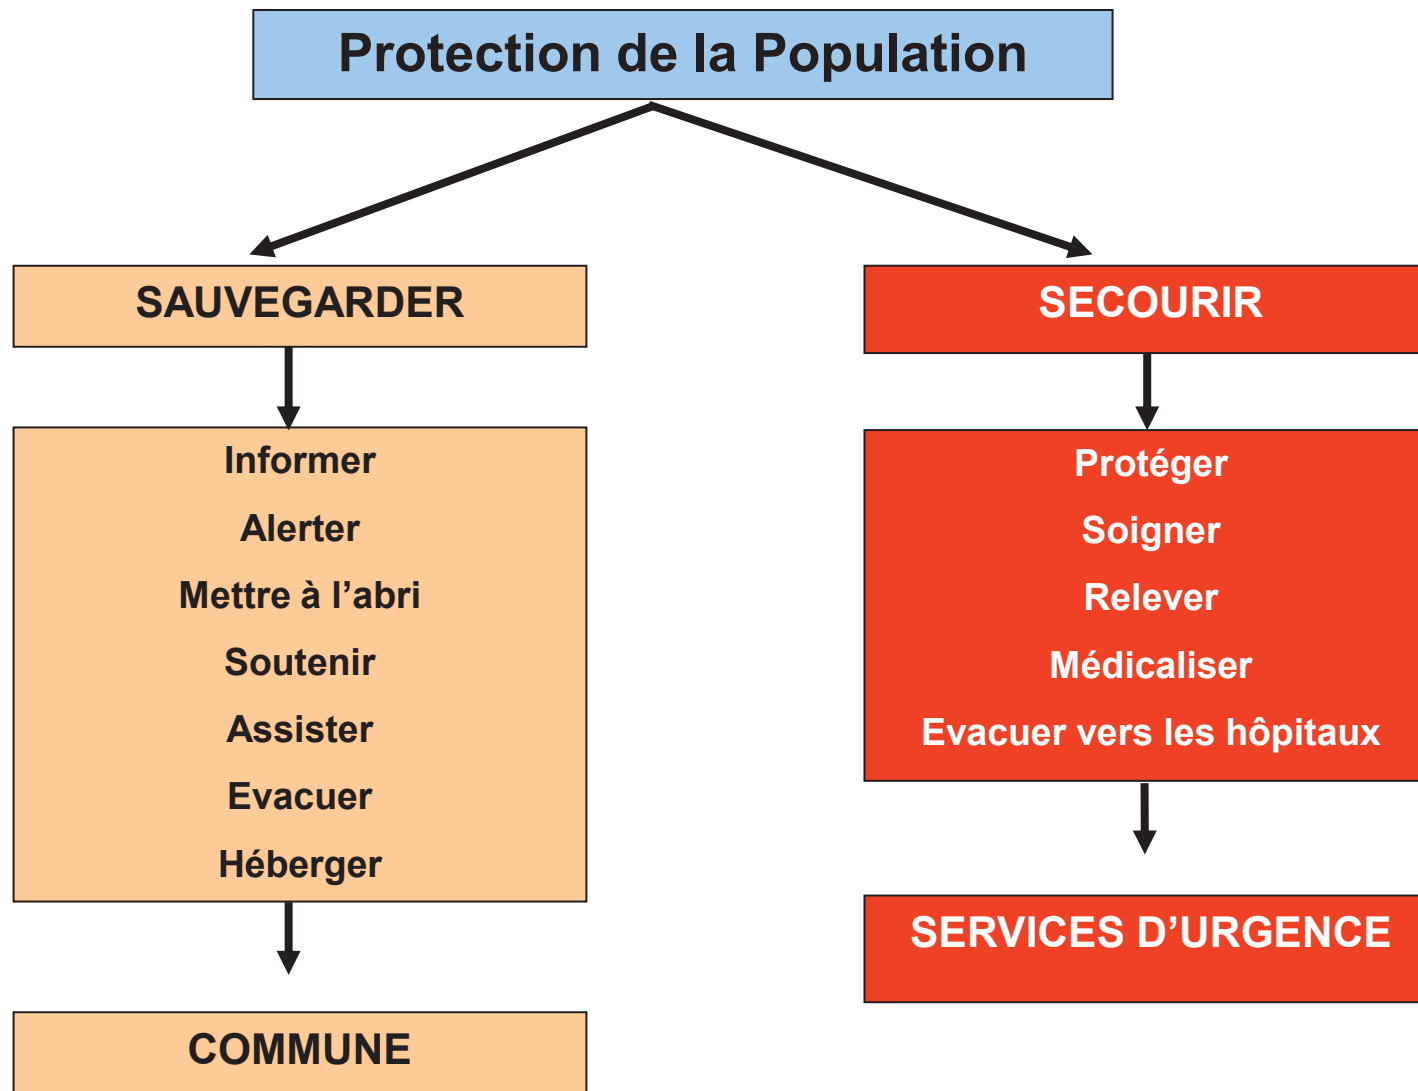 Protection de la Population
SAUVEGARDER
Informer
Alerter
Mettre à l’abri
Soutenir
Assister
Evacuer
Héberger
COMMUNE
SECOURIR
Protéger
Soigner
Relever
Médicaliser
Evacuer vers les hôpitaux
SERVICES D’URGENCE